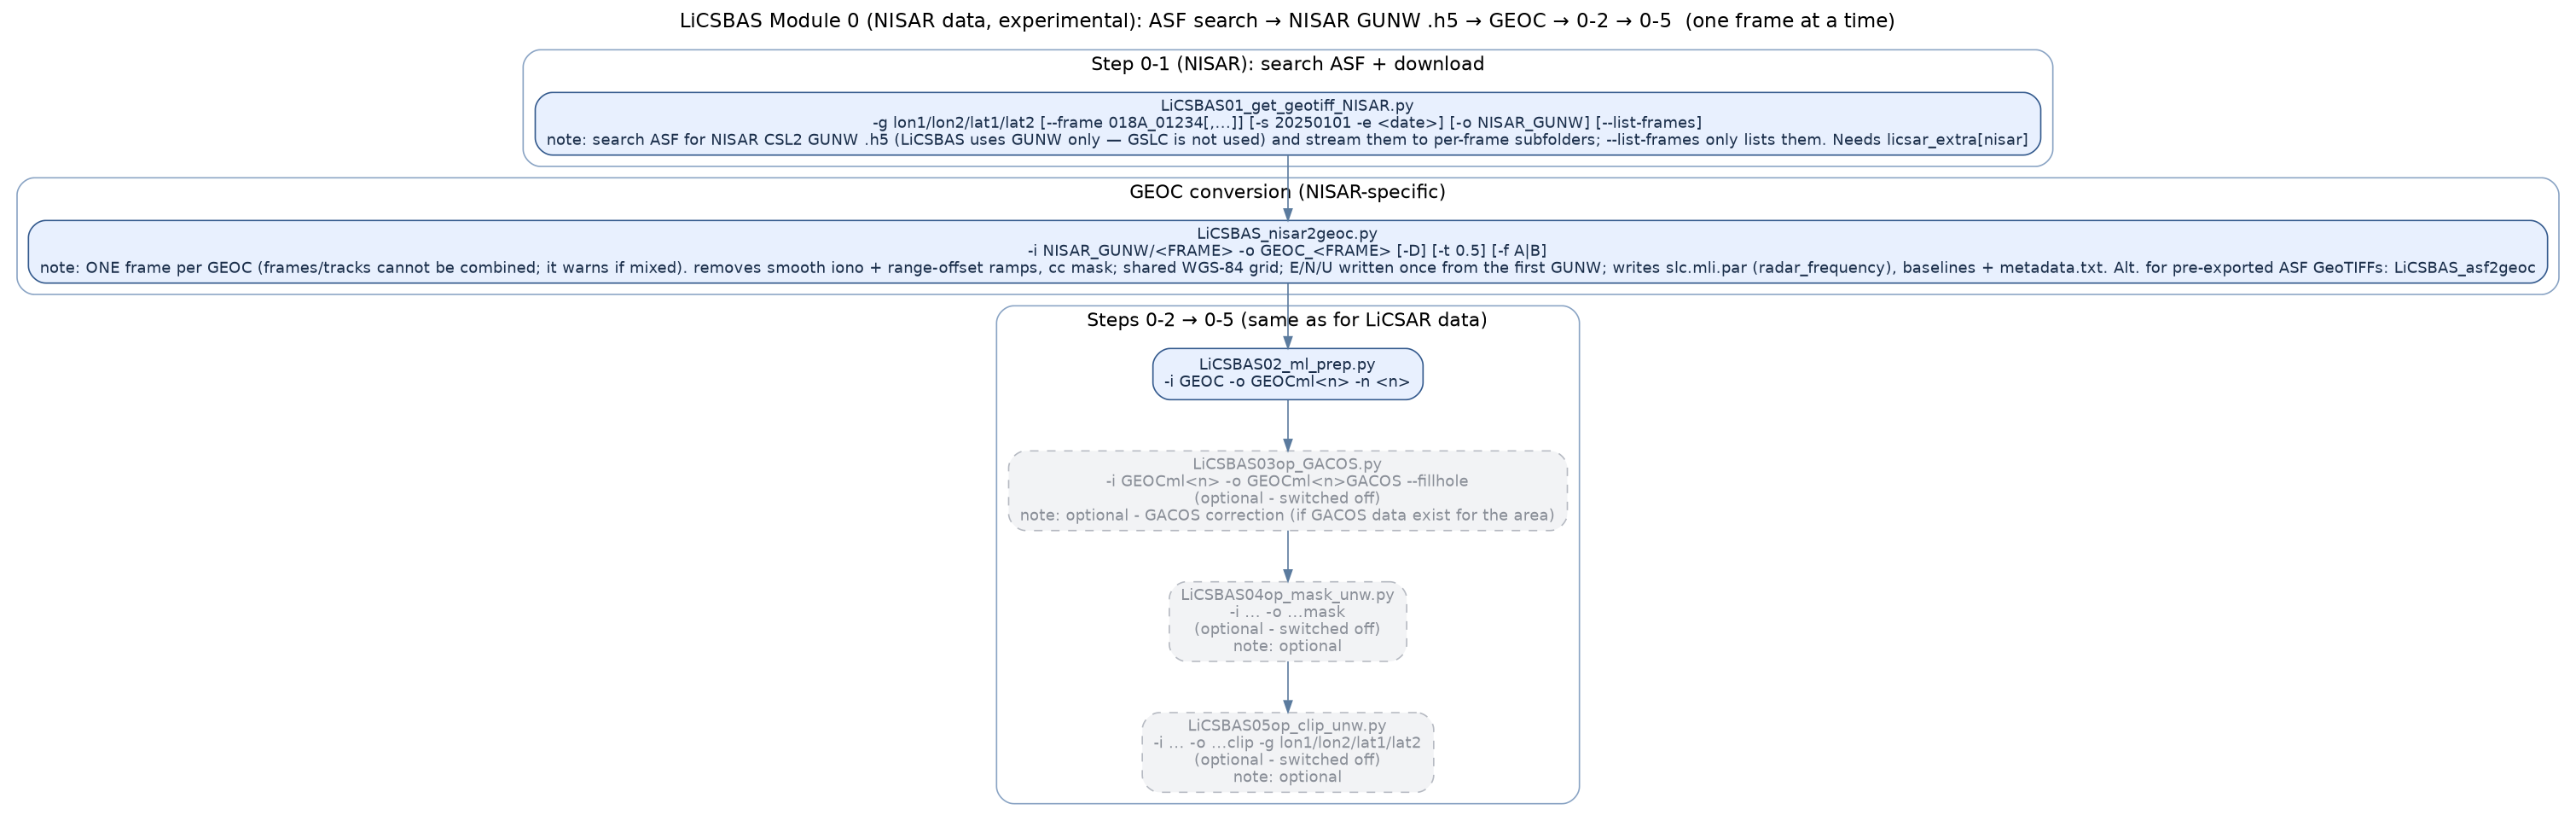 LiCSBAS Module 0 (NISAR data, experimental): ASF search → NISAR GUNW .h5 → GEOC → 0-2 → 0-5  (one frame at a time)
Step 0-1 (NISAR): search ASF + download
LiCSBAS01_get_geotiff_NISAR.py
-g lon1/lon2/lat1/lat2 [--frame 018A_01234[,...]] [-s 20250101 -e <date>] [-o NISAR_GUNW] [--list-frames]
note: search ASF for NISAR CSL2 GUNW .h5 (LiCSBAS uses GUNW only — GSLC is not used) and stream them to per-frame subfolders; --list-frames only lists them. Needs licsar_extra[nisar]
GEOC conversion (NISAR-specific)
LiCSBAS_nisar2geoc.py
-i NISAR_GUNW/<FRAME> -o GEOC_<FRAME> [-D] [-t 0.5] [-f A|B]
note: ONE frame per GEOC (frames/tracks cannot be combined; it warns if mixed). removes smooth iono + range-offset ramps, cc mask; shared WGS-84 grid; E/N/U written once from the first GUNW; writes slc.mli.par (radar_frequency), baselines + metadata.txt. Alt. for pre-exported ASF GeoTIFFs: LiCSBAS_asf2geoc
Steps 0-2 → 0-5 (same as for LiCSAR data)
LiCSBAS02_ml_prep.py
-i GEOC -o GEOCml<n> -n <n>
LiCSBAS03op_GACOS.py
-i GEOCml<n> -o GEOCml<n>GACOS --fillhole
(optional - switched off)
note: optional - GACOS correction (if GACOS data exist for the area)
LiCSBAS04op_mask_unw.py
-i ... -o ...mask
(optional - switched off)
note: optional
LiCSBAS05op_clip_unw.py
-i ... -o ...clip -g lon1/lon2/lat1/lat2
(optional - switched off)
note: optional